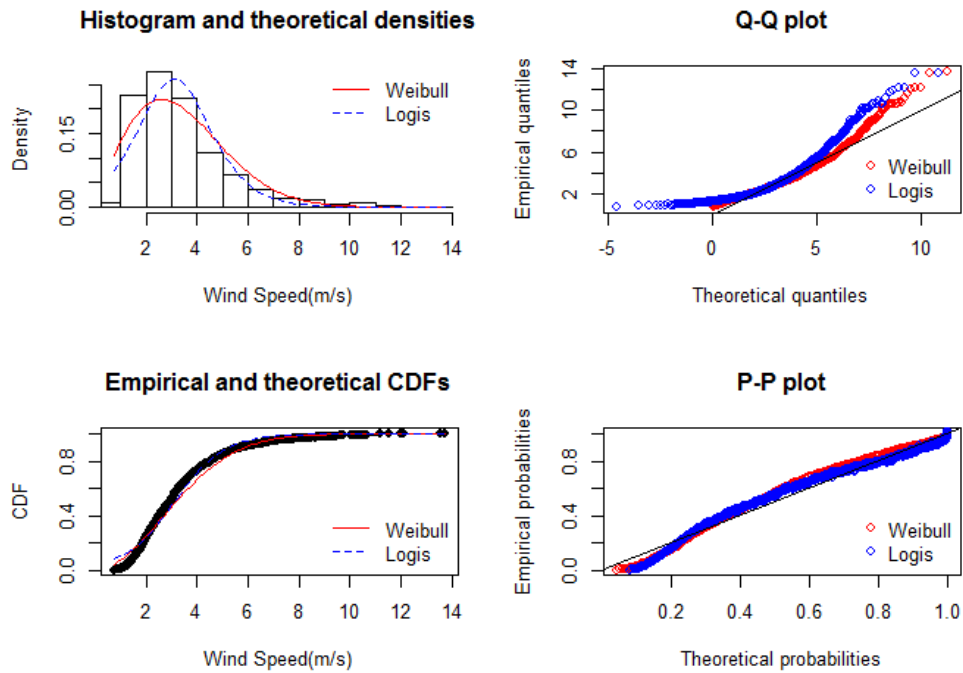 Histogram and theoretical densities
Density
0.00
0.15
Weibull
Logis
2 4 6 8 10 12 14
Wind Speed(m/s)
Q-Q plot
Empirical quantiles
2 6 10 14
Weibull
Logis
-5 0 5 10
Theoretical quantiles
Empirical and theoretical CDFs
CDF
0.0 0.4 0.8
Weibull
Logis
2 4 6 8 10 12 14
Wind Speed(m/s)
P-P plot
Empirical probabilities
0.0 0.4 0.8
Weibull
Logis
0.2 0.4 0.6 0.8 1.0
Theoretical probabilities